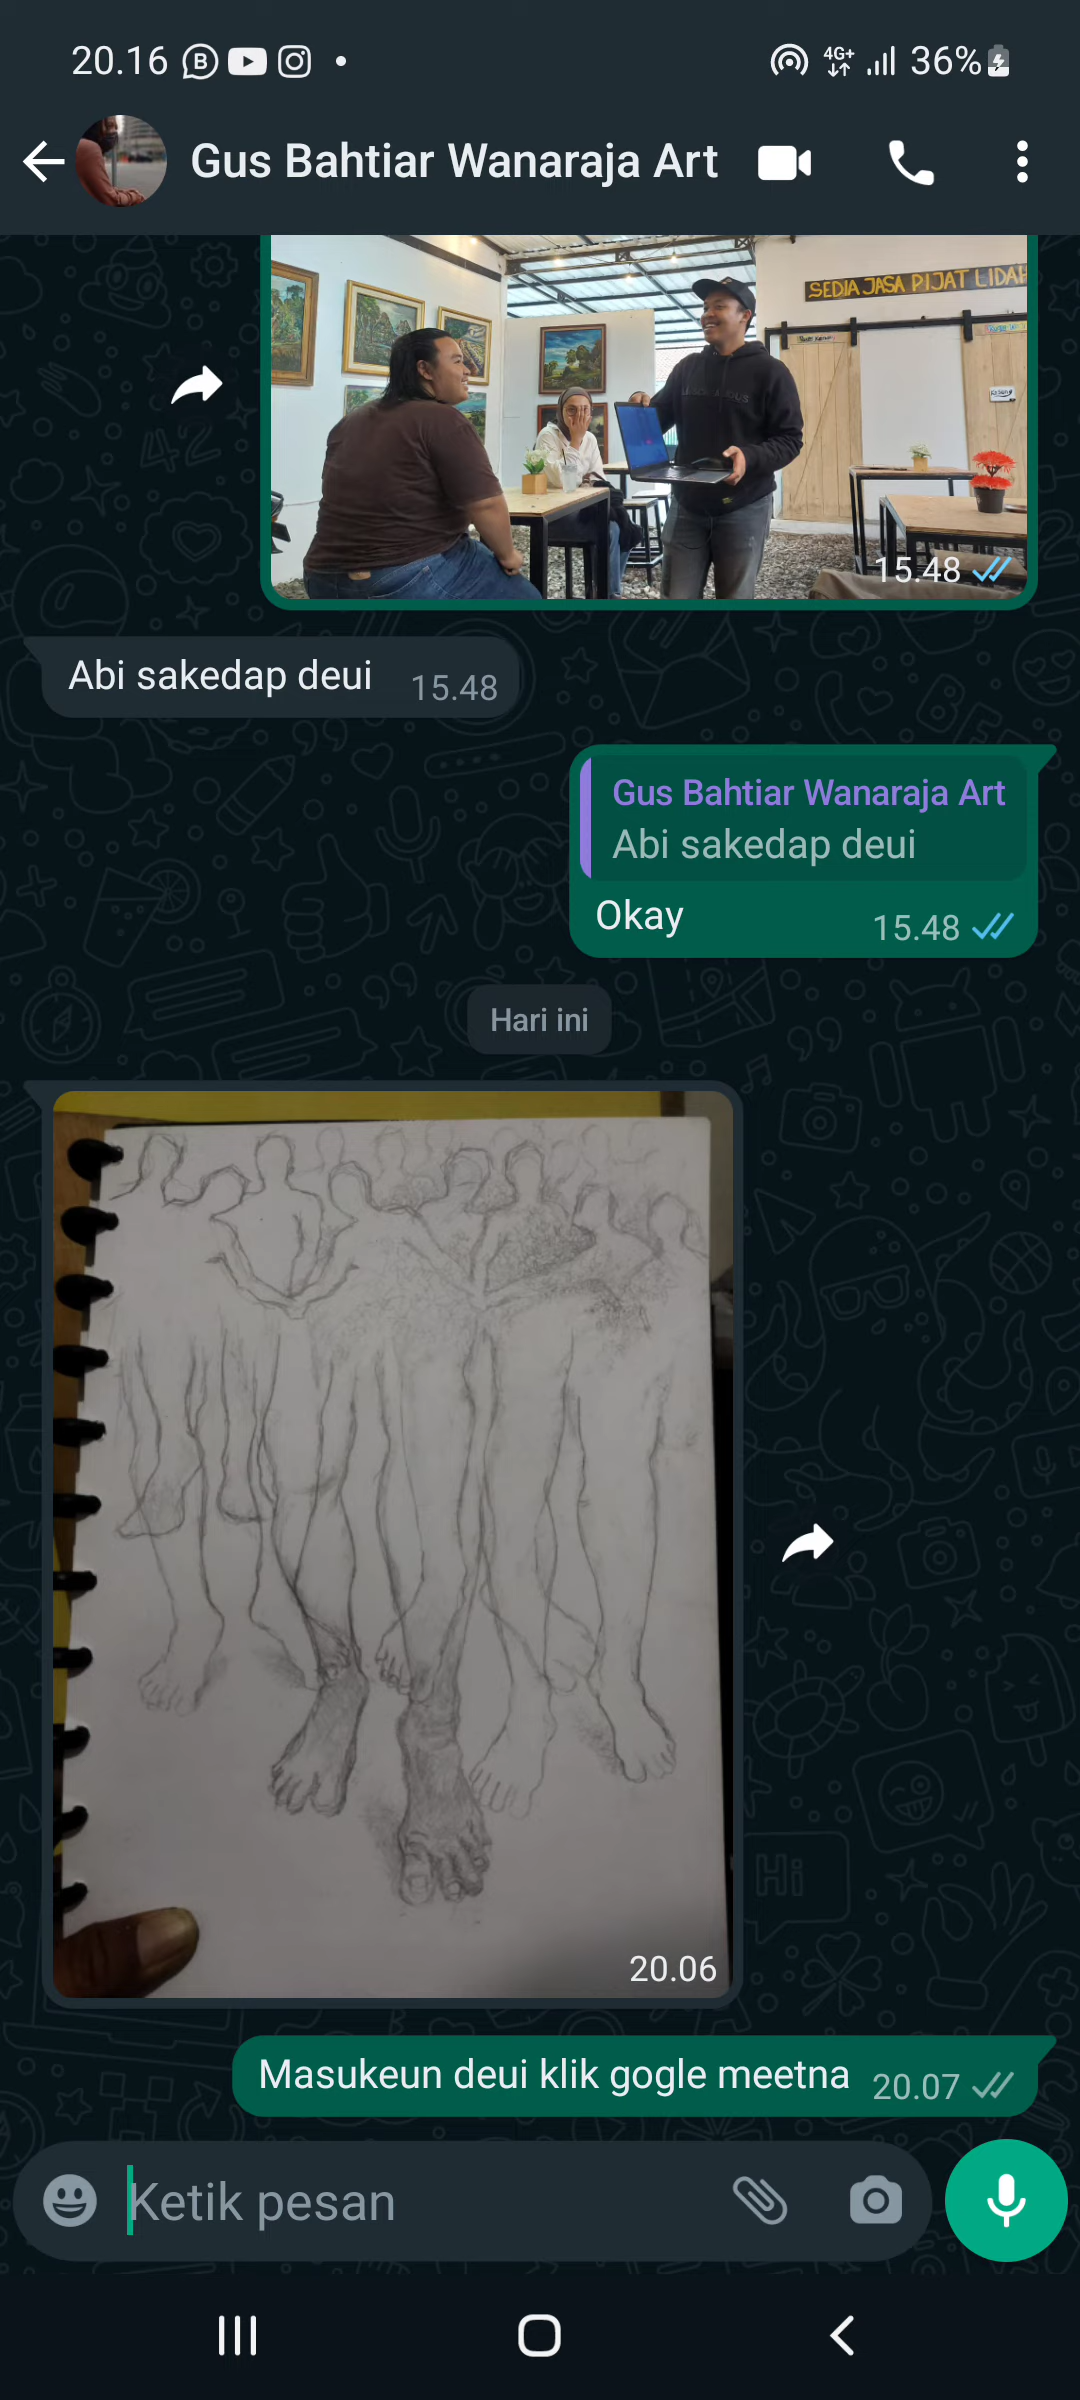 20.16
4G+
36%
Gus Bahtiar Wanaraja Art
SEDIA JASA PIJAT LIDAH
15.48
Abi sakedap deui 15.48
Gus Bahtiar Wanaraja Art
Abi sakedap deui
Okay 15.48
Hari ini
20.06
Masukeun deui klik gogle meetna 20.07
Ketik pesan